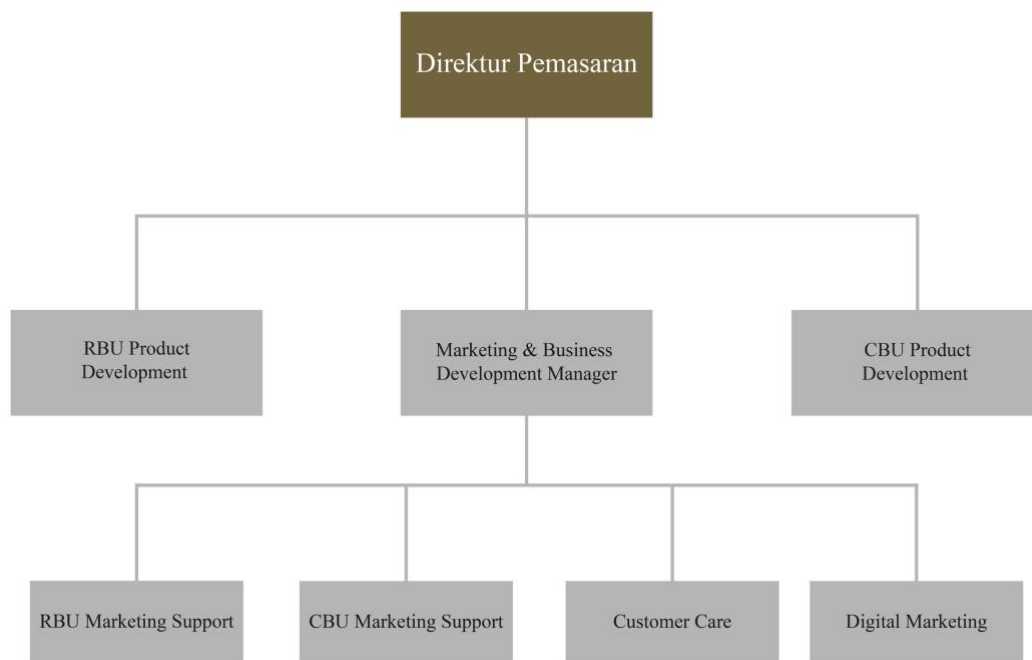 Direktur Pemasaran
RBU Product
Development
Marketing & Business
Development Manager
CBU Product
Development
RBU Marketing Support
CBU Marketing Support
Customer Care
Digital Marketing